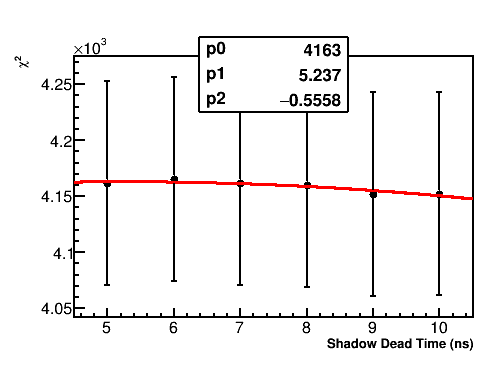 ×10³
p0 4163
p1 5.237
p2 −0.5558
χ²
4.25
4.2
4.15
4.1
4.05
5 6 7 8 9 10
Shadow Dead Time (ns)